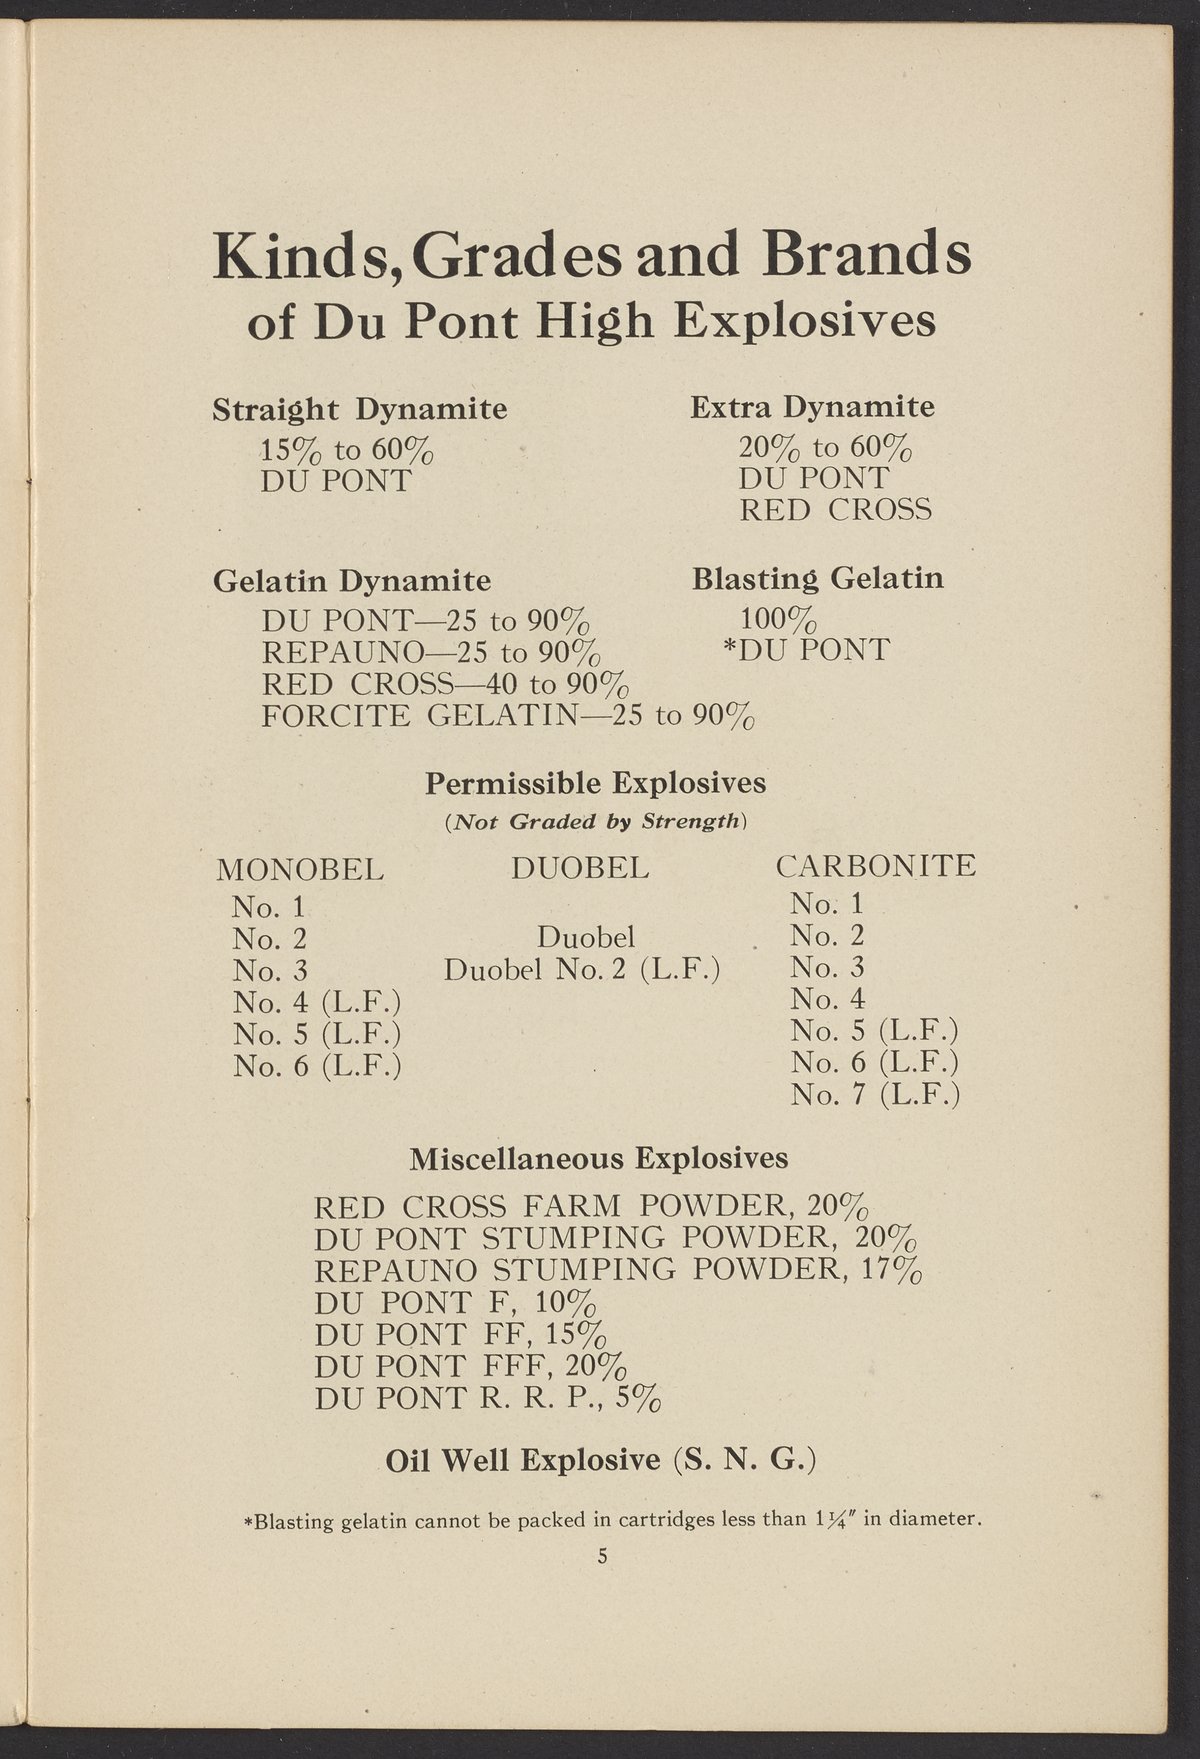 Kinds, Grades and Brands
of Du Pont High Explosives
Straight Dynamite
15% to 60%
DU PONT
Extra Dynamite
20% to 60%
DU PONT
RED CROSS
Gelatin Dynamite
DU PONT—25 to 90%
REPAUNO—25 to 90%
RED CROSS—40 to 90%
FORCITE GELATIN—25 to 90%
Blasting Gelatin
100%
*DU PONT
Permissible Explosives
(Not Graded by Strength)
MONOBEL
No. 1
No. 2
No. 3
No. 4 (L.F.)
No. 5 (L.F.)
No. 6 (L.F.)
DUOBEL
Duobel
Duobel No. 2 (L.F.)
CARBONITE
No. 1
No. 2
No. 3
No. 4
No. 5 (L.F.)
No. 6 (L.F.)
No. 7 (L.F.)
Miscellaneous Explosives
RED CROSS FARM POWDER, 20%
DU PONT STUMPING POWDER, 20%
REPAUNO STUMPING POWDER, 17%
DU PONT F, 10%
DU PONT FF, 15%
DU PONT FFF, 20%
DU PONT R. R. P., 5%
Oil Well Explosive (S. N. G.)
*Blasting gelatin cannot be packed in cartridges less than 1¼″ in diameter.
5